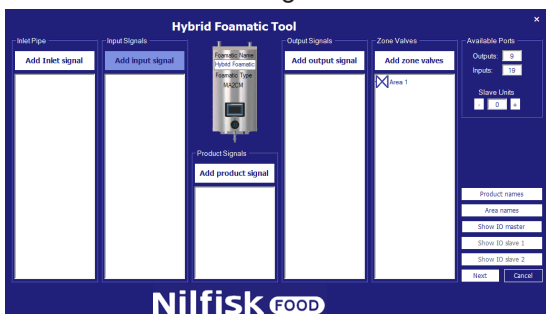 Hybrid Foamatic Tool
×
Inlet Pipe
Add Inlet signal
Input SIgnals
Add input signal
Foamatic Name
Hybrid Foamatic
Foamatic Type
MA2CM
Product Signals
Add product signal
Output Signals
Add output signal
Zone Valves
Add zone valves
Area 1
Available Ports
Outputs: 9
Inputs: 19
Slave Units
- 0 +
Product names
Area names
Show IO master
Show IO slave 1
Show IO slave 2
Next Cancel
Nilfisk FOOD